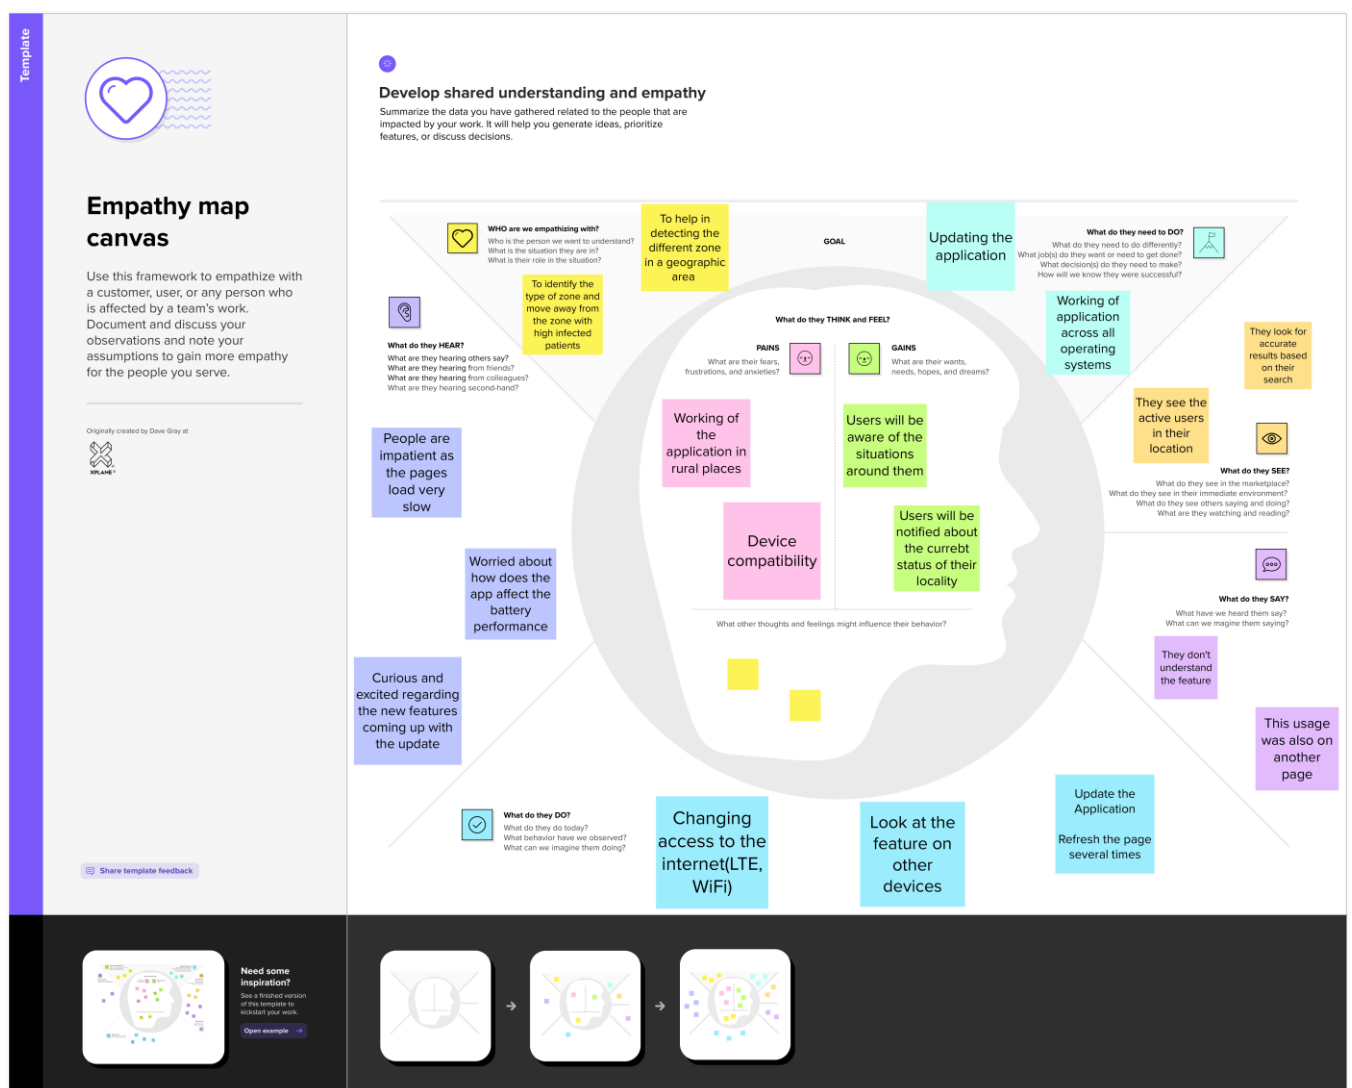 Template
Empathy map
canvas
Use this framework to empathize with
a customer, user, or any person who
is affected by a team's work.
Document and discuss your
observations and note your
assumptions to gain more empathy
for the people you serve.
Originally created by Dave Gray at
XPLANE
Share template feedback
Develop shared understanding and empathy
Summarize the data you have gathered related to the people that are
impacted by your work. It will help you generate ideas, prioritize
features, or discuss decisions.
WHO are we empathizing with?
Who is the person we want to understand?
What is the situation they are in?
What is their role in the situation?
To help in
detecting the
different zone
in a geographic
area
To identify the
type of zone and
move away from
the zone with
high infected
patients
GOAL
Updating the
application
What do they need to DO?
What do they need to do differently?
What job(s) do they want or need to get done?
What decision(s) do they need to make?
How will we know they were successful?
Working of
application
across all
operating
systems
What do they HEAR?
What are they hearing others say?
What are they hearing from friends?
What are they hearing from colleagues?
What are they hearing second-hand?
People are
impatient as
the pages
load very
slow
Worried about
how does the
app affect the
battery
performance
Curious and
excited regarding
the new features
coming up with
the update
What do they THINK and FEEL?
PAINS
What are their fears,
frustrations, and anxieties?
GAINS
What are their wants,
needs, hopes, and dreams?
Working of
the
application in
rural places
Device
compatibility
Users will be
aware of the
situations
around them
Users will be
notified about
the currebt
status of their
locality
What other thoughts and feelings might influence their behavior?
They look for
accurate
results based
on their
search
They see the
active users
in their
location
What do they SEE?
What do they see in the marketplace?
What do they see in their immediate environment?
What do they see others saying and doing?
What are they watching and reading?
What do they SAY?
What have we heard them say?
What can we magine them saying?
They don't
understand
the feature
This usage
was also on
another
page
What do they DO?
What do they do today?
What behavior have we observed?
What can we imagine them doing?
Changing
access to the
internet(LTE,
WiFi)
Look at the
feature on
other
devices
Update the
Application
Refresh the page
several times
Need some
inspiration?
See a finished version
of this template to
kickstart your work.
Open example